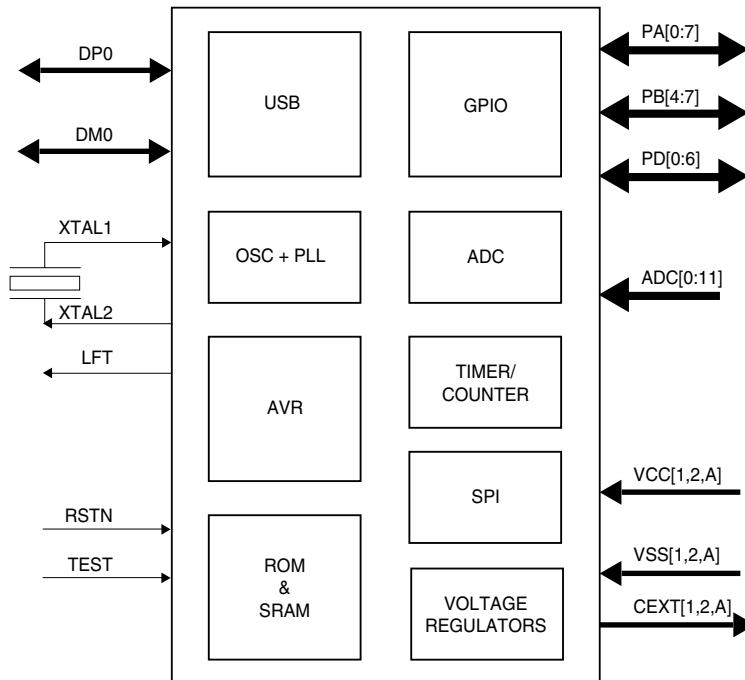 DP0
DM0
XTAL1
XTAL2
LFT
RSTN
TEST
USB
GPIO
OSC + PLL
ADC
AVR
TIMER/
COUNTER
SPI
ROM
&
SRAM
VOLTAGE
REGULATORS
PA[0:7]
PB[4:7]
PD[0:6]
ADC[0:11]
VCC[1,2,A]
VSS[1,2,A]
CEXT[1,2,A]